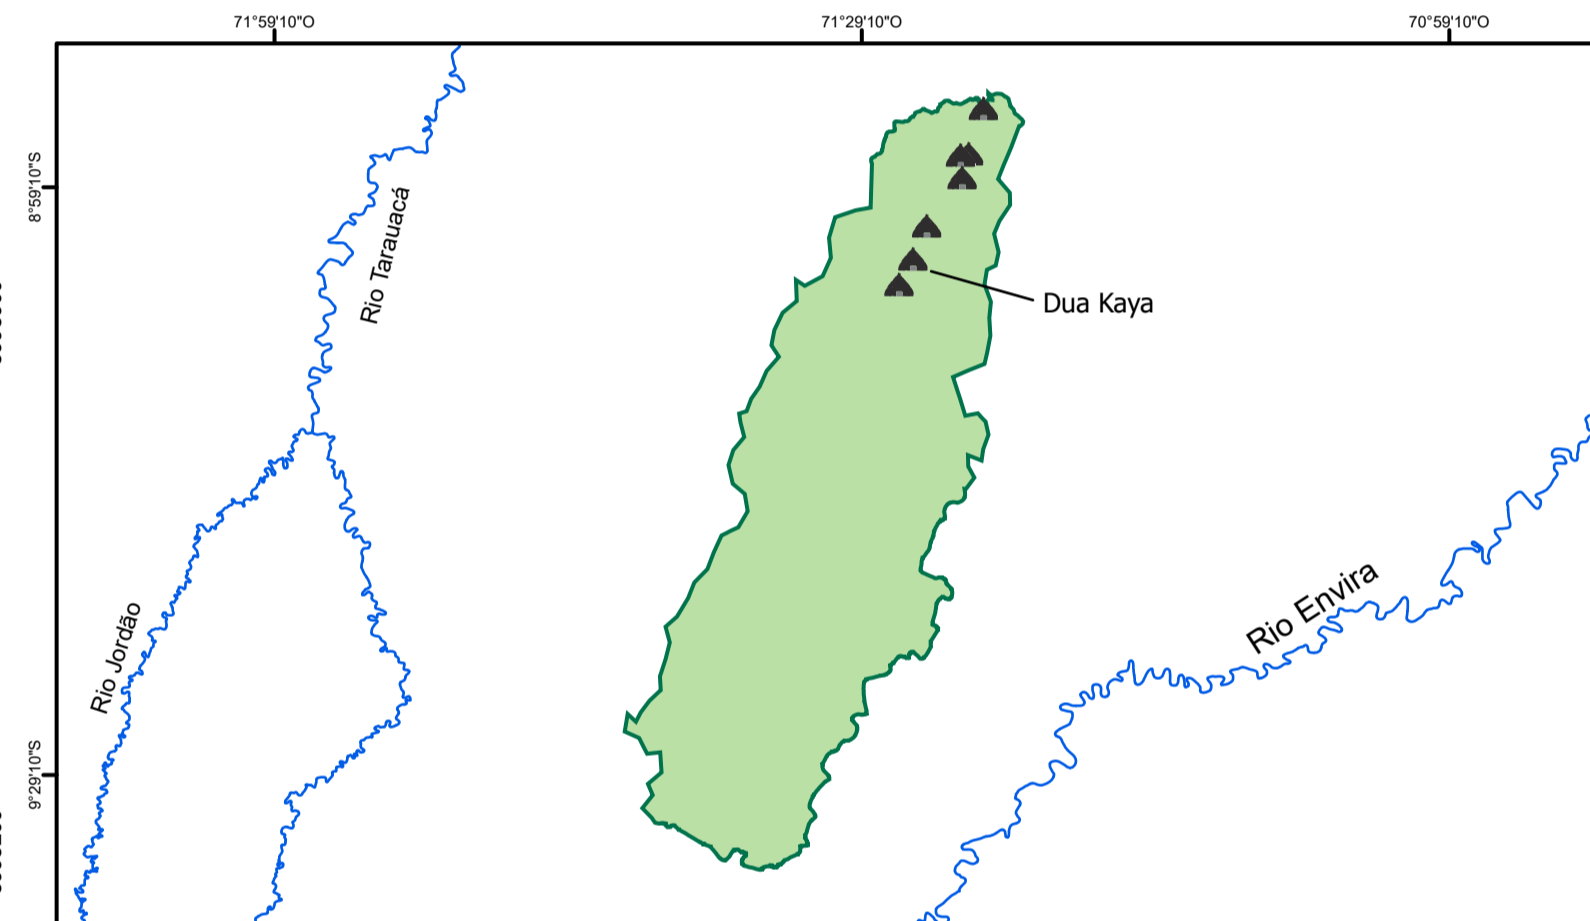 71°59'10"O
71°29'10"O
70°59'10"O
8°59'10"S
Rio Tarauacá
Dua Kaya
Rio Envira
Rio Jordão
9°29'10"S